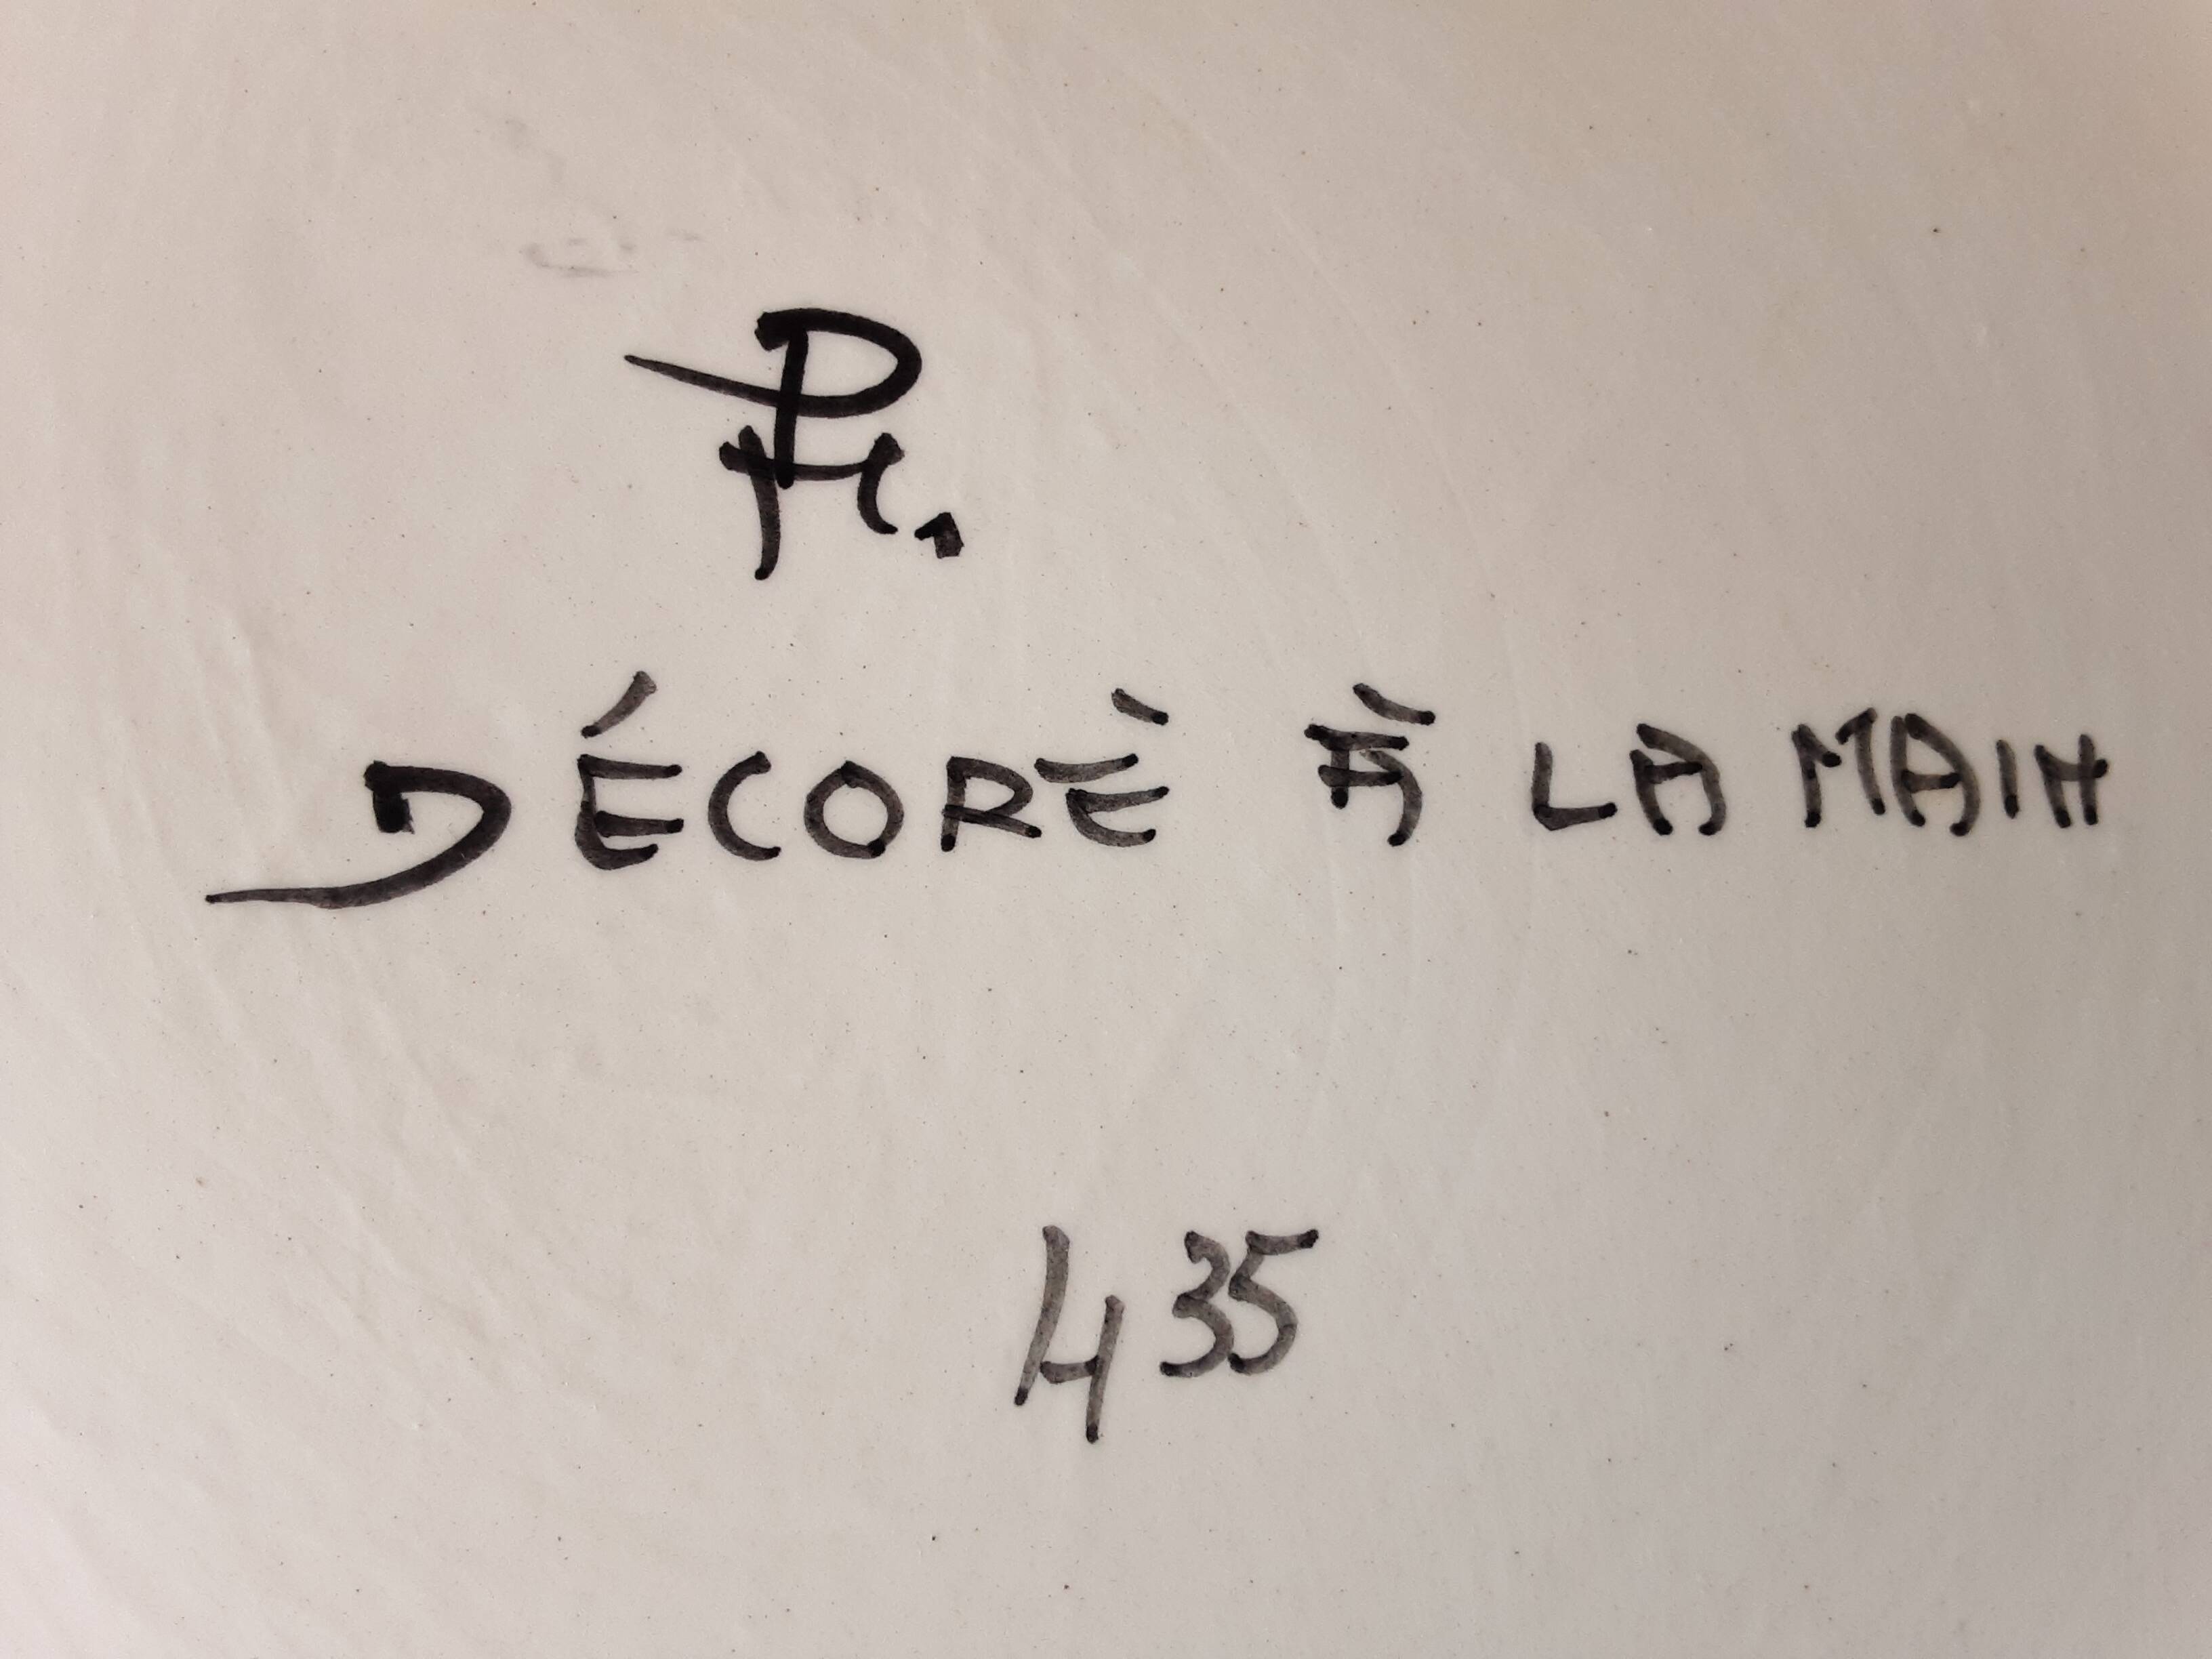 PH.
DÉCORÈ À LA MAIN
435